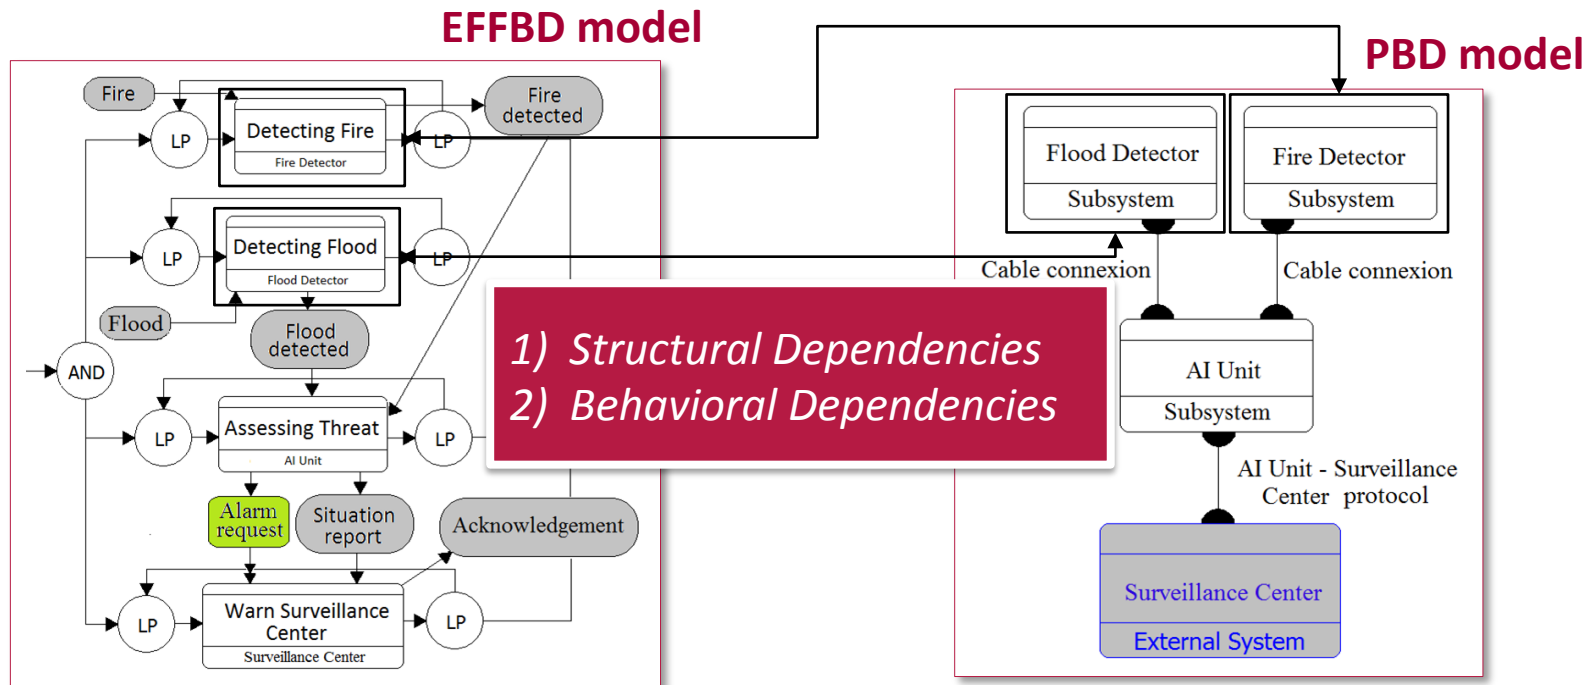 EFFBD model
PBD model
Fire
LP
Detecting Fire
Fire Detector
LP
Fire
detected
LP
Detecting Flood
Flood Detector
LP
Flood
Flood
detected
AND
LP
Assessing Threat
AI Unit
LP
Alarm
request
Situation
report
Acknowledgement
LP
Warn Surveillance
Center
Surveillance Center
LP
1) Structural Dependencies
2) Behavioral Dependencies
Flood Detector
Subsystem
Fire Detector
Subsystem
Cable connexion
Cable connexion
AI Unit
Subsystem
AI Unit - Surveillance
Center protocol
Surveillance Center
External System